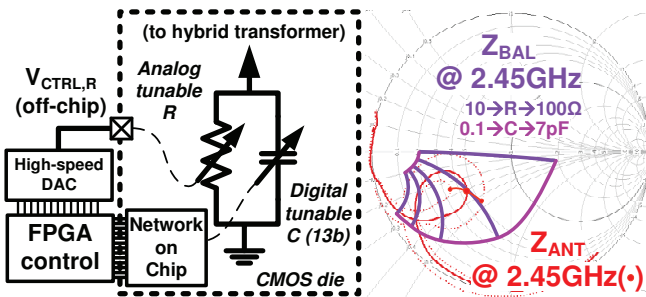 (to hybrid transformer)
V_CTRL,R
(off-chip)
Analog
tunable
R
High-speed
DAC
FPGA
control
Network
on
Chip
Digital
tunable
C (13b)
CMOS die
Z_BAL
@ 2.45GHz
10→R→100Ω
0.1→C→7pF
Z_ANT
@ 2.45GHz(•)